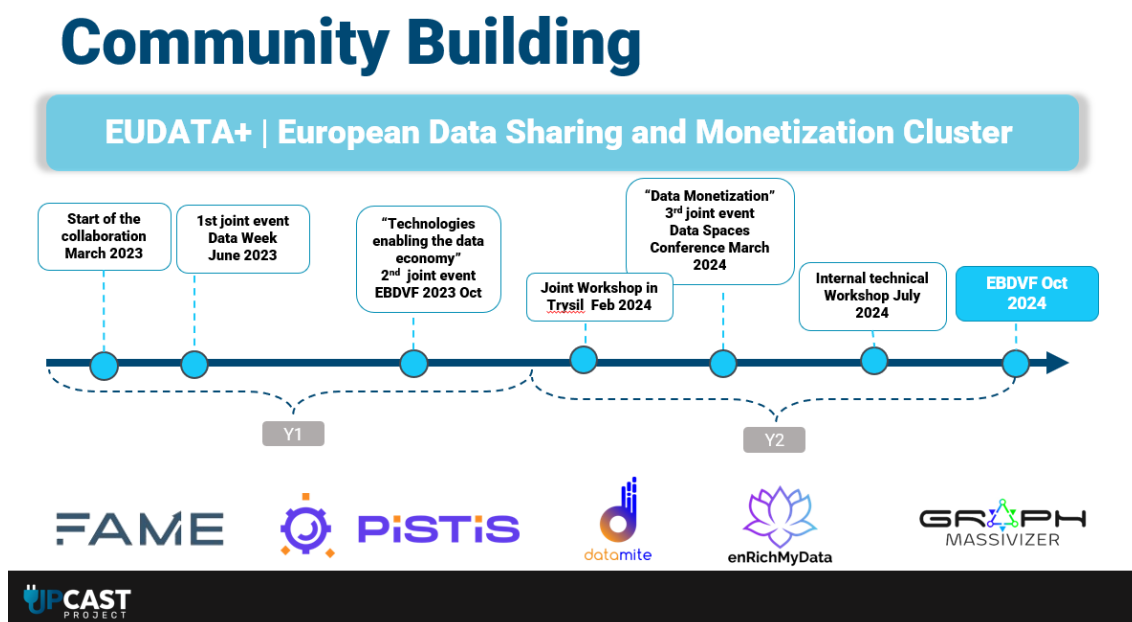 Community Building
EUDATA+ | European Data Sharing and Monetization Cluster
Start of the
collaboration
March 2023
1st joint event
Data Week
June 2023
“Technologies
enabling the data
economy”
2nd joint event
EBDVF 2023 Oct
Joint Workshop in
Trysil Feb 2024
“Data Monetization”
3rd joint event
Data Spaces
Conference March
2024
Internal technical
Workshop July
2024
EBDVF Oct
2024
Y1
Y2
FAME
PiSTiS
datamite
enRichMyData
GRAPH
MASSIVIZER
UPCAST
PROJECT